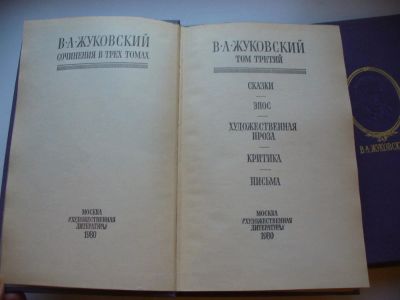 В·А·ЖУКОВСКИЙ
СОЧИНЕНИЯ В ТРЕХ ТОМАХ
МОСКВА
«ХУДОЖЕСТВЕННАЯ
ЛИТЕРАТУРА»
1980
В·А·ЖУКОВСКИЙ
ТОМ ТРЕТИЙ
СКАЗКИ
ЭПОС
ХУДОЖЕСТВЕННАЯ
ПРОЗА
КРИТИКА
ПИСЬМА
МОСКВА
«ХУДОЖЕСТВЕННАЯ
ЛИТЕРАТУРА»
1980
В·А·ЖУКОВСК